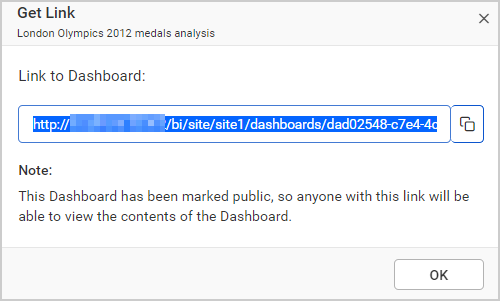 Get Link
London Olympics 2012 medals analysis
Link to Dashboard:
http:// /bi/site/site1/dashboards/dad02548-c7e4-4c
Note:
This Dashboard has been marked public, so anyone with this link will be
able to view the contents of the Dashboard.
OK